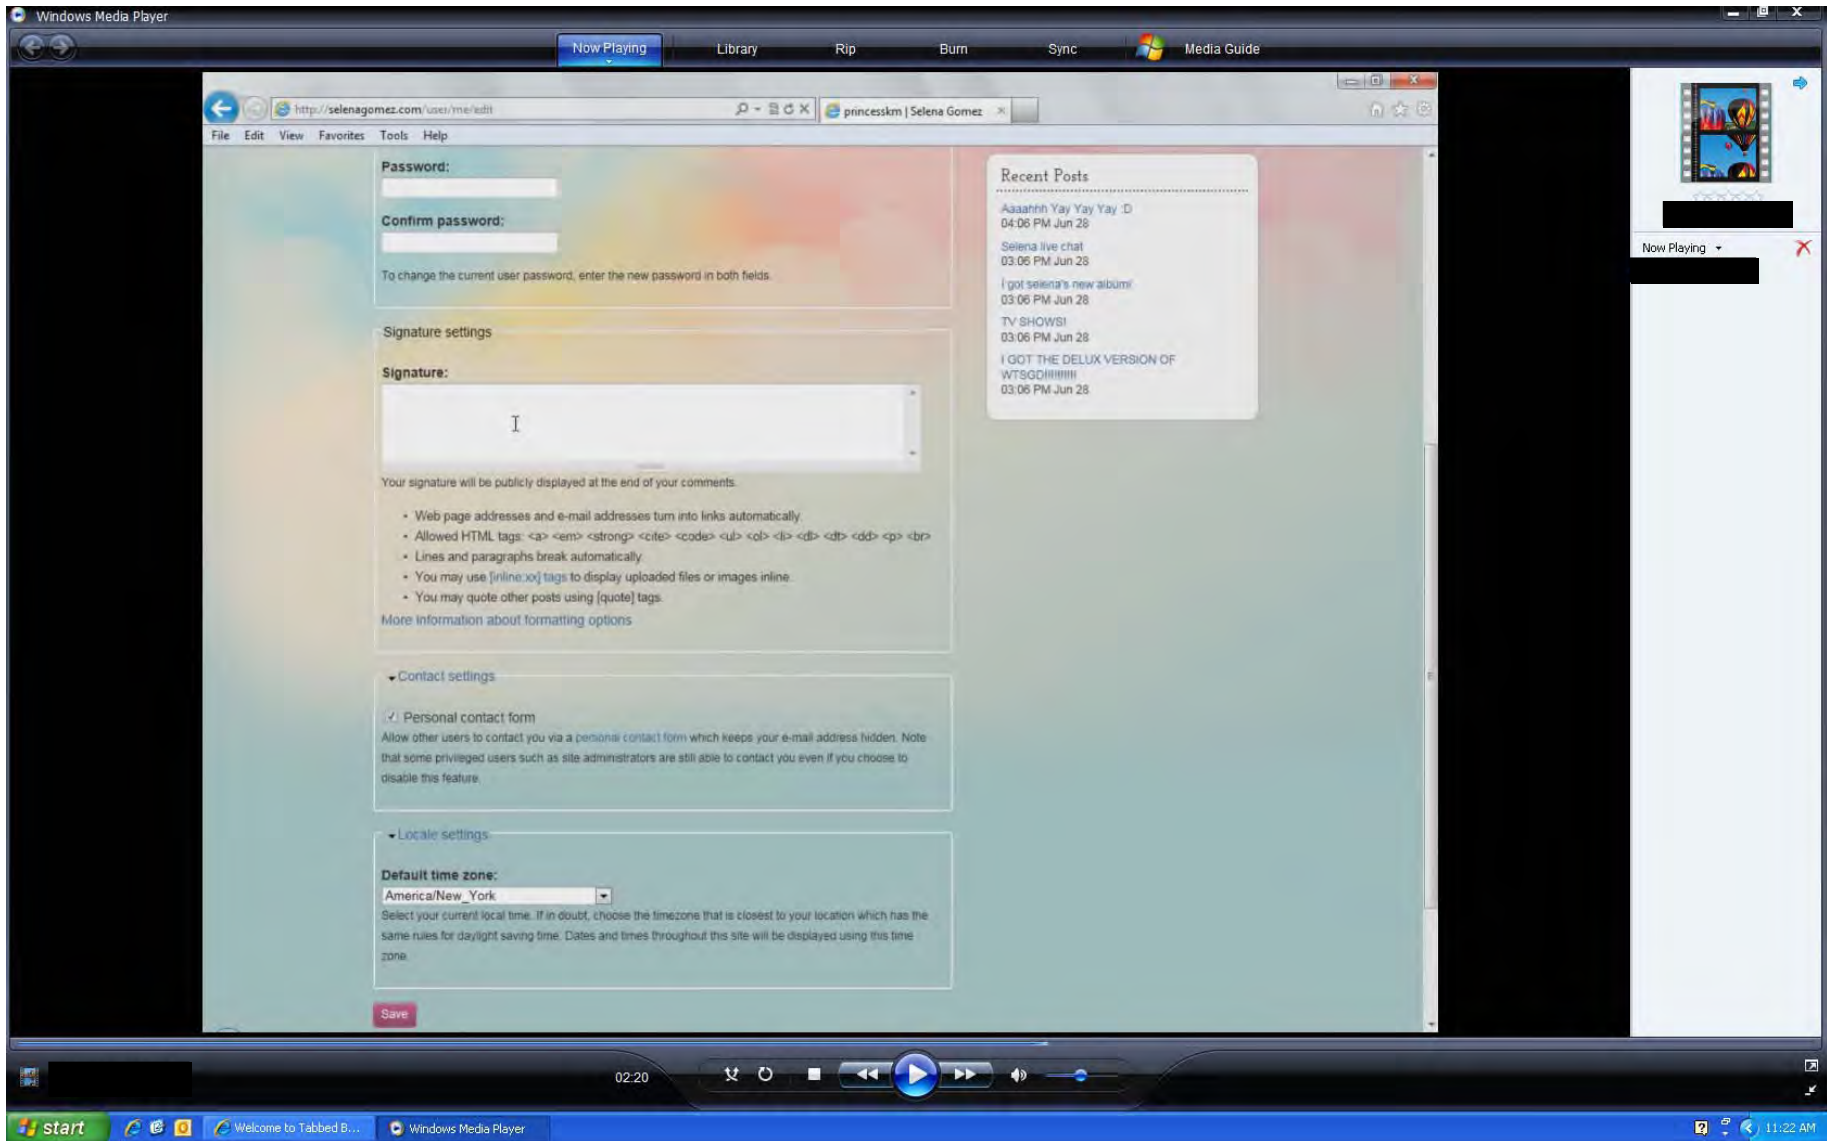 Windows Media Player
Now Playing
Library
Rip
Burn
Sync
Media Guide
http://selenagomez.com/user/me/edit
princesskm | Selena Gomez
File Edit View Favorites Tools Help
Password:
Confirm password:
To change the current user password, enter the new password in both fields.
Signature settings
Signature:
Your signature will be publicly displayed at the end of your comments.
• Web page addresses and e-mail addresses turn into links automatically.
• Allowed HTML tags: <a> <em> <strong> <cite> <code> <ul> <ol> <li> <dl> <dt> <dd> <p> <br>
• Lines and paragraphs break automatically.
• You may use [inline:xx] tags to display uploaded files or images inline.
• You may quote other posts using [quote] tags.
More information about formatting options
Contact settings
Personal contact form
Allow other users to contact you via a personal contact form which keeps your e-mail address hidden. Note
that some privileged users such as site administrators are still able to contact you even if you choose to
disable this feature.
Locale settings
Default time zone:
America/New_York
Select your current local time. If in doubt, choose the timezone that is closest to your location which has the
same rules for daylight saving time. Dates and times throughout this site will be displayed using this time
zone.
Save
Recent Posts
Aaaahhh Yay Yay Yay :D
04:06 PM Jun 28
Selena live chat
03:06 PM Jun 28
I got selena's new album!
03:06 PM Jun 28
TV SHOWS!
03:06 PM Jun 28
I GOT THE DELUX VERSION OF
03:06 PM Jun 28
Now Playing
02:20
start
Welcome to Tabbed B...
Windows Media Player
11:22 AM